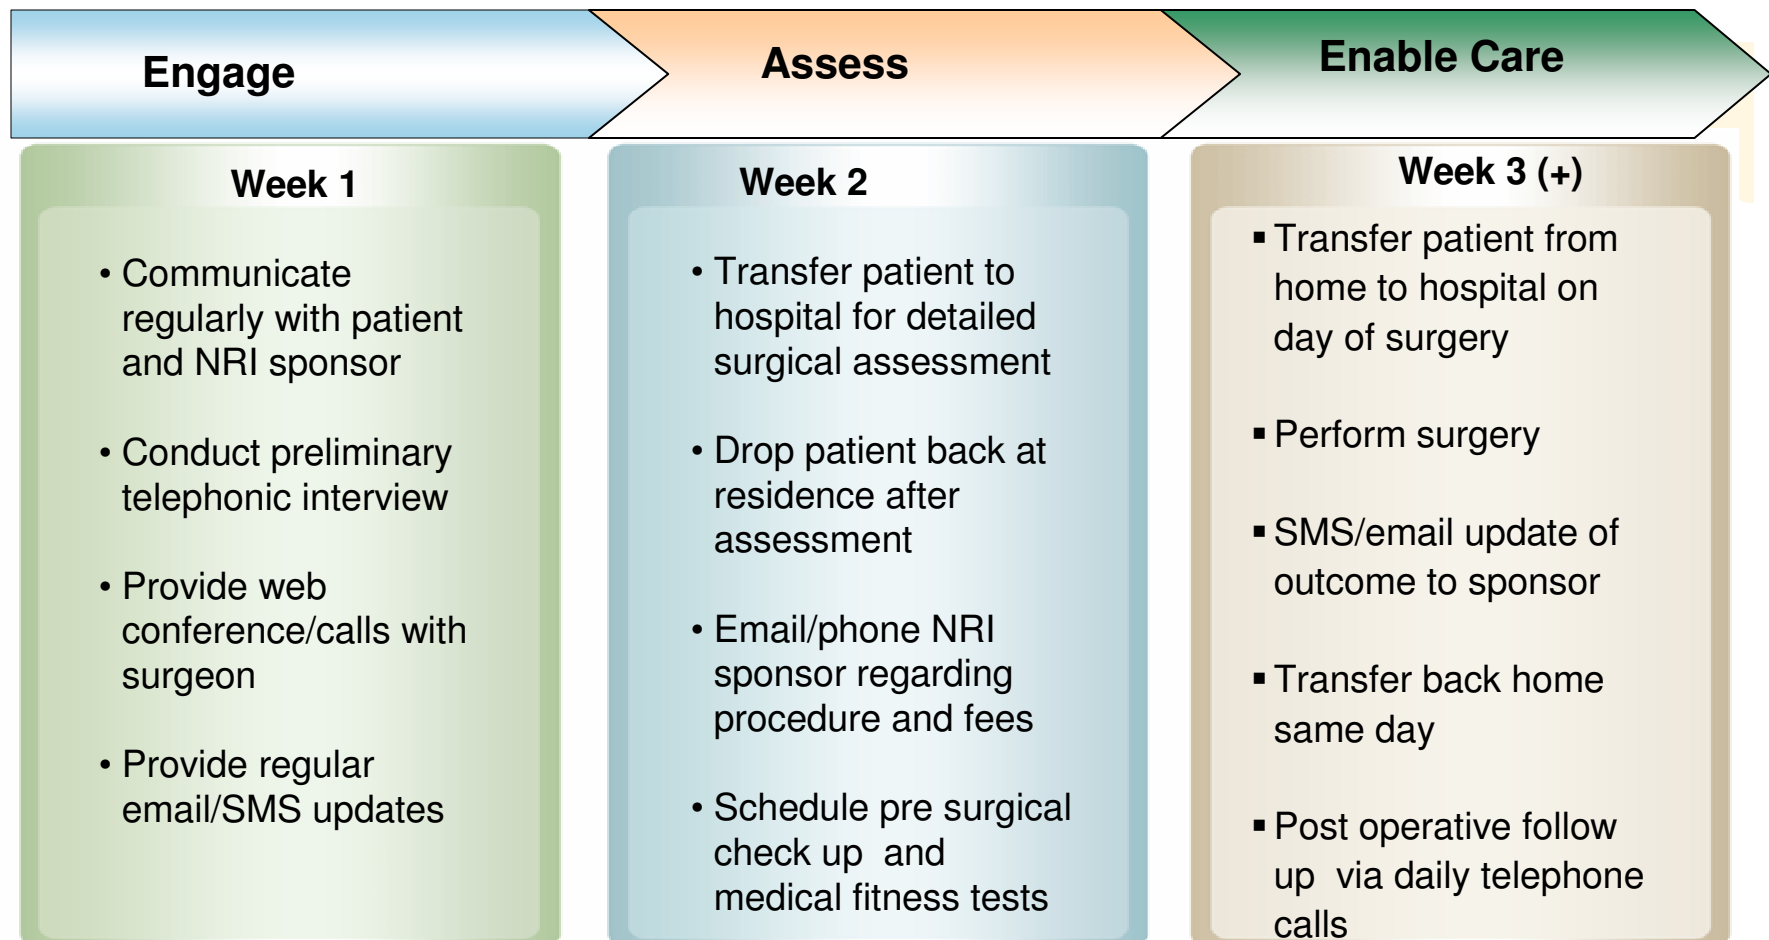 Engage
Assess
Enable Care
Week 1
• Communicate
regularly with patient
and NRI sponsor
• Conduct preliminary
telephonic interview
• Provide web
conference/calls with
surgeon
• Provide regular
email/SMS updates
Week 2
• Transfer patient to
hospital for detailed
surgical assessment
• Drop patient back at
residence after
assessment
• Email/phone NRI
sponsor regarding
procedure and fees
• Schedule pre surgical
check up and
medical fitness tests
Week 3 (+)
▪ Transfer patient from
home to hospital on
day of surgery
▪ Perform surgery
▪ SMS/email update of
outcome to sponsor
▪ Transfer back home
same day
▪ Post operative follow
up via daily telephone
calls